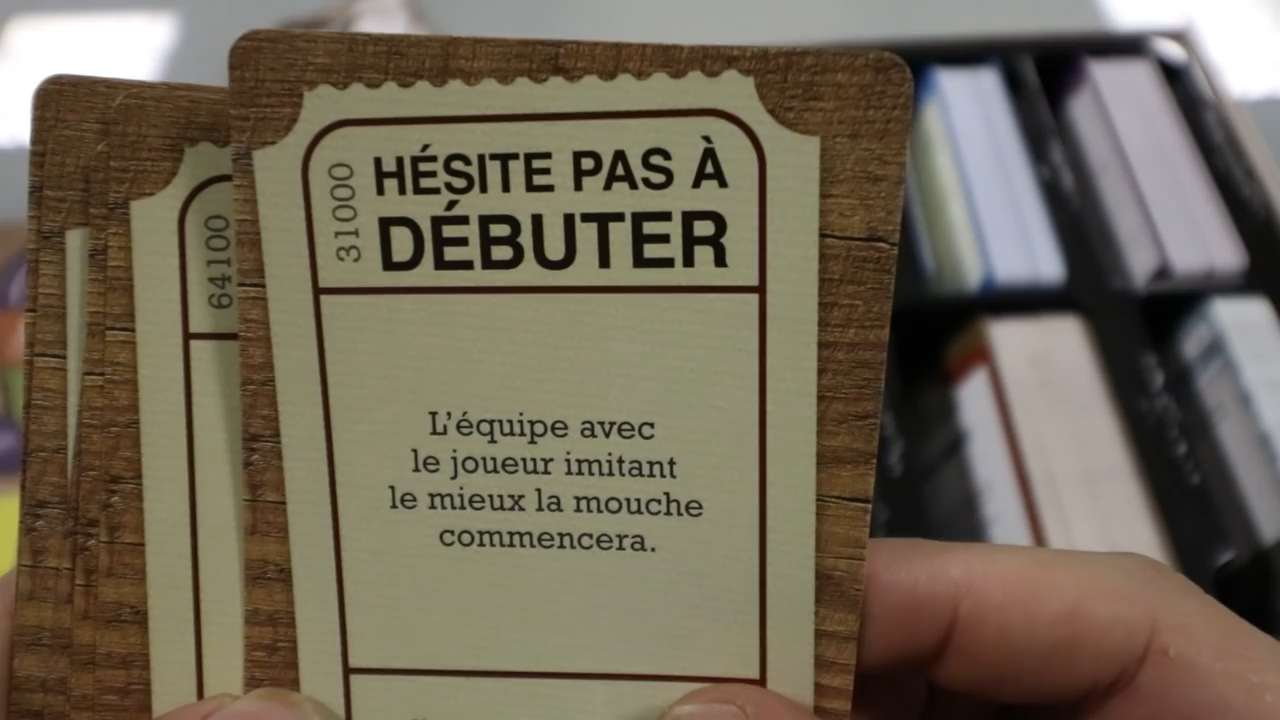 64100
31000
HÉSITE PAS À
DÉBUTER
L'équipe avec
le joueur imitant
le mieux la mouche
commencera.